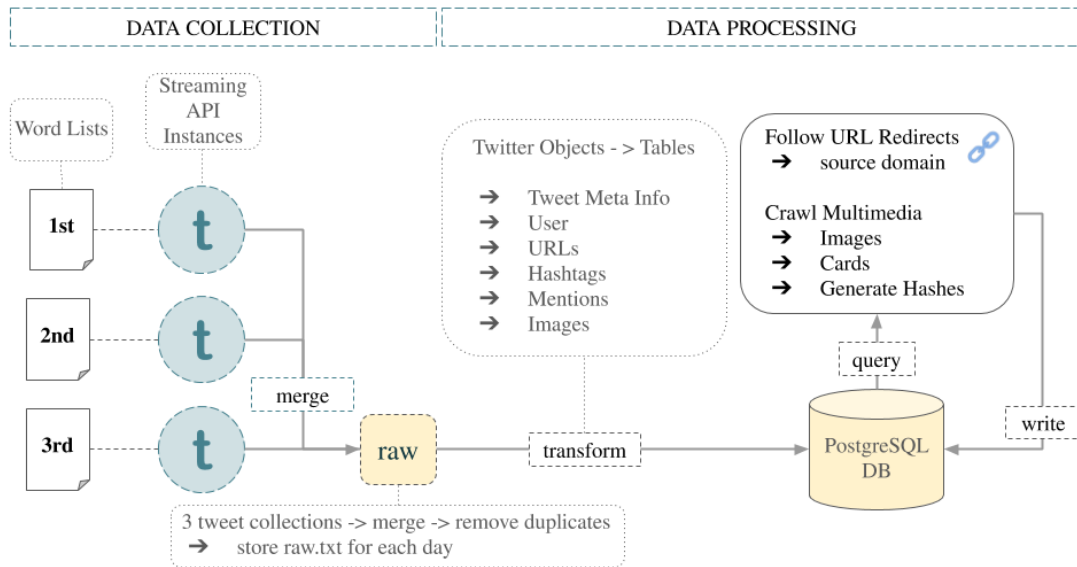 DATA COLLECTION
DATA PROCESSING
Word Lists
Streaming
API
Instances
1st
t
2nd
t
3rd
t
merge
raw
3 tweet collections -> merge -> remove duplicates
➔ store raw.txt for each day
Twitter Objects - > Tables
➔ Tweet Meta Info
➔ User
➔ URLs
➔ Hashtags
➔ Mentions
➔ Images
transform
Follow URL Redirects
➔ source domain
Crawl Multimedia
➔ Images
➔ Cards
➔ Generate Hashes
query
write
PostgreSQL
DB